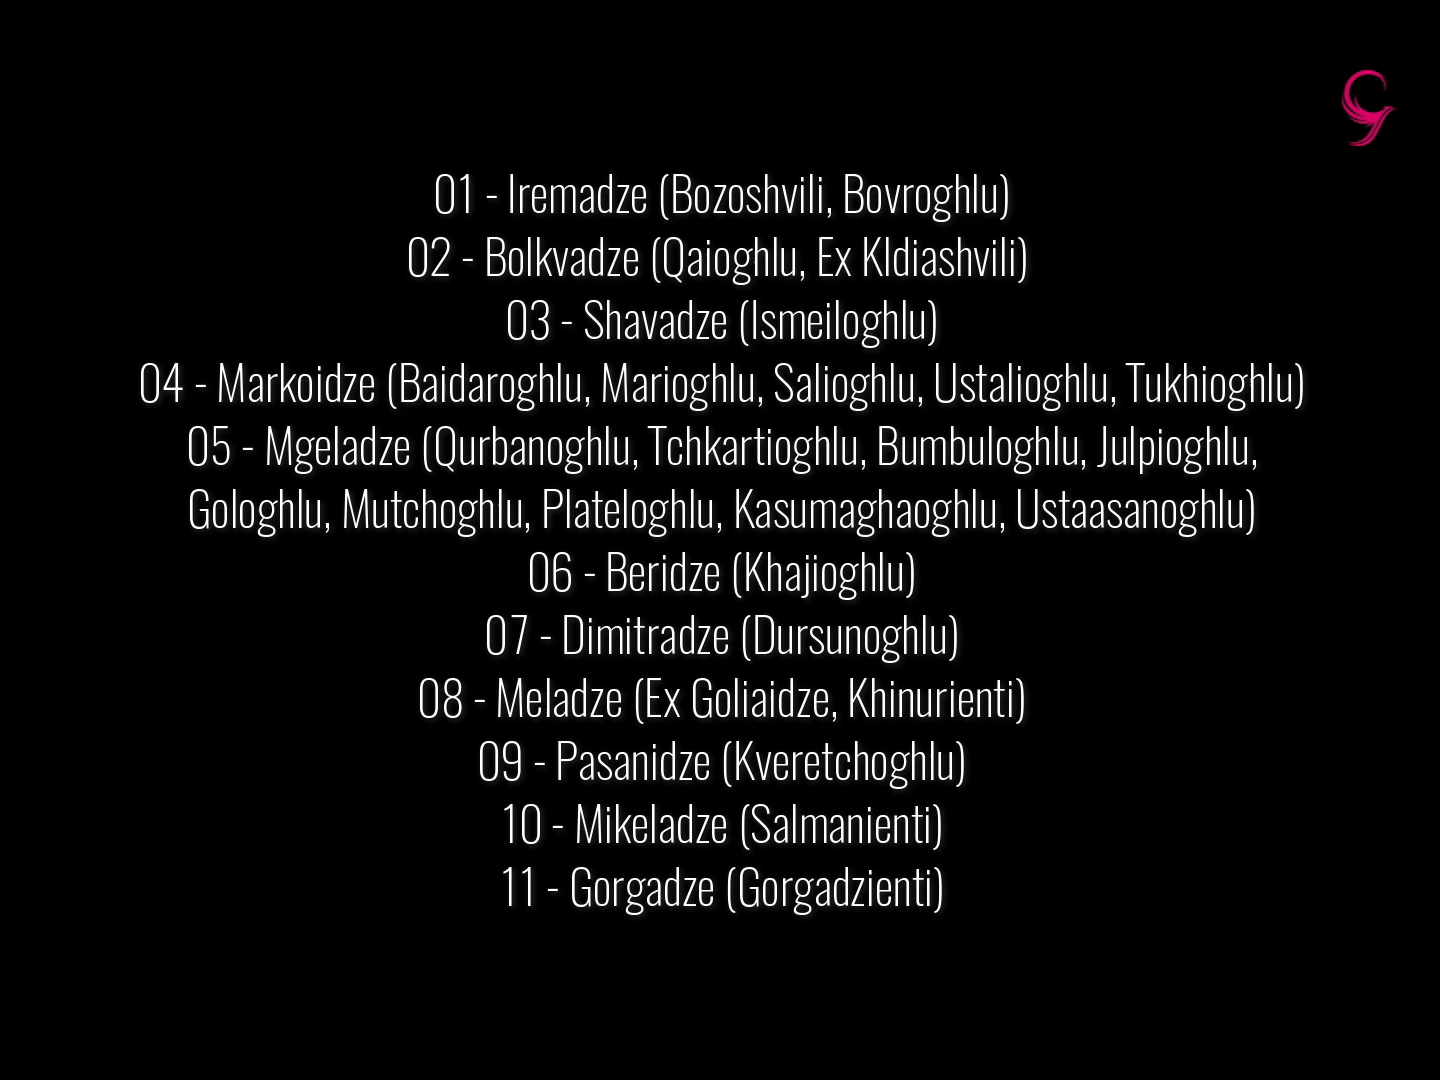 01 - Iremadze (Bozoshvili, Bovroghlu)
02 - Bolkvadze (Qaioghlu, Ex Kldiashvili)
03 - Shavadze (Ismeiloghlu)
04 - Markoidze (Baidaroghlu, Marioghlu, Salioghlu, Ustalioghlu, Tukhioghlu)
05 - Mgeladze (Qurbanoghlu, Tchkartioghlu, Bumbuloghlu, Julpioghlu,
Gologhlu, Mutchoghlu, Plateloghlu, Kasumaghaoghlu, Ustaasanoghlu)
06 - Beridze (Khajioghlu)
07 - Dimitradze (Dursunoghlu)
08 - Meladze (Ex Goliaidze, Khinurienti)
09 - Pasanidze (Kveretchoghlu)
10 - Mikeladze (Salmanienti)
11 - Gorgadze (Gorgadzienti)